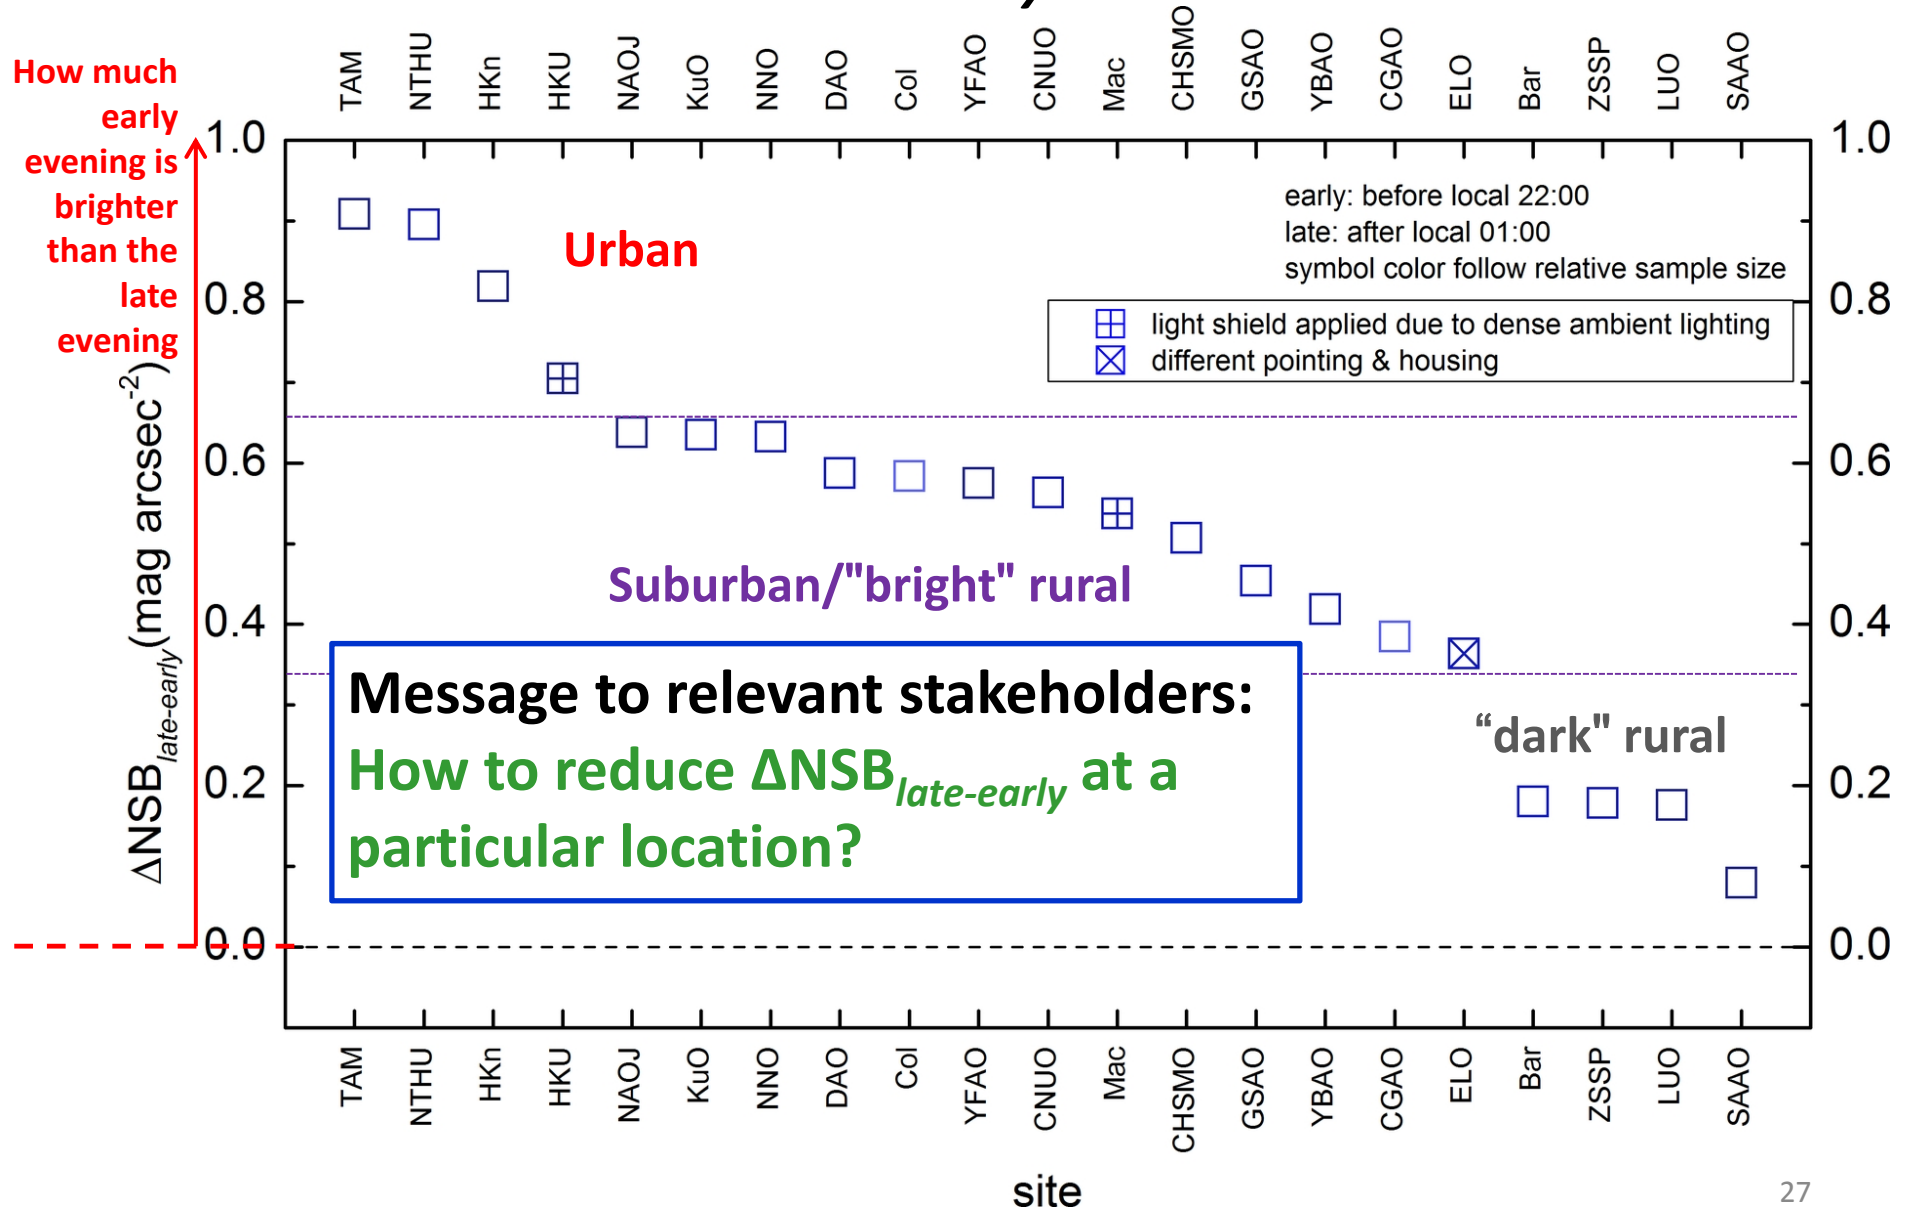 TAM NTHU HKn HKU NAOJ KuO NNO DAO Col YFAO CNUO Mac CHSMO GSAO YBAO CGAO ELO Bar ZSSP LUO SAAO
How much
early
evening is
brighter
than the
late
evening
ΔNSB late-early (mag arcsec-2)
1.0
0.8
0.6
0.4
0.2
0.0
1.0
0.8
0.6
0.4
0.2
0.0
early: before local 22:00
late: after local 01:00
symbol color follow relative sample size
light shield applied due to dense ambient lighting
different pointing & housing
Urban
Suburban/"bright" rural
“dark" rural
Message to relevant stakeholders:
How to reduce ΔNSB late-early at a
particular location?
TAM NTHU HKn HKU NAOJ KuO NNO DAO Col YFAO CNUO Mac CHSMO GSAO YBAO CGAO ELO Bar ZSSP LUO SAAO
site
27